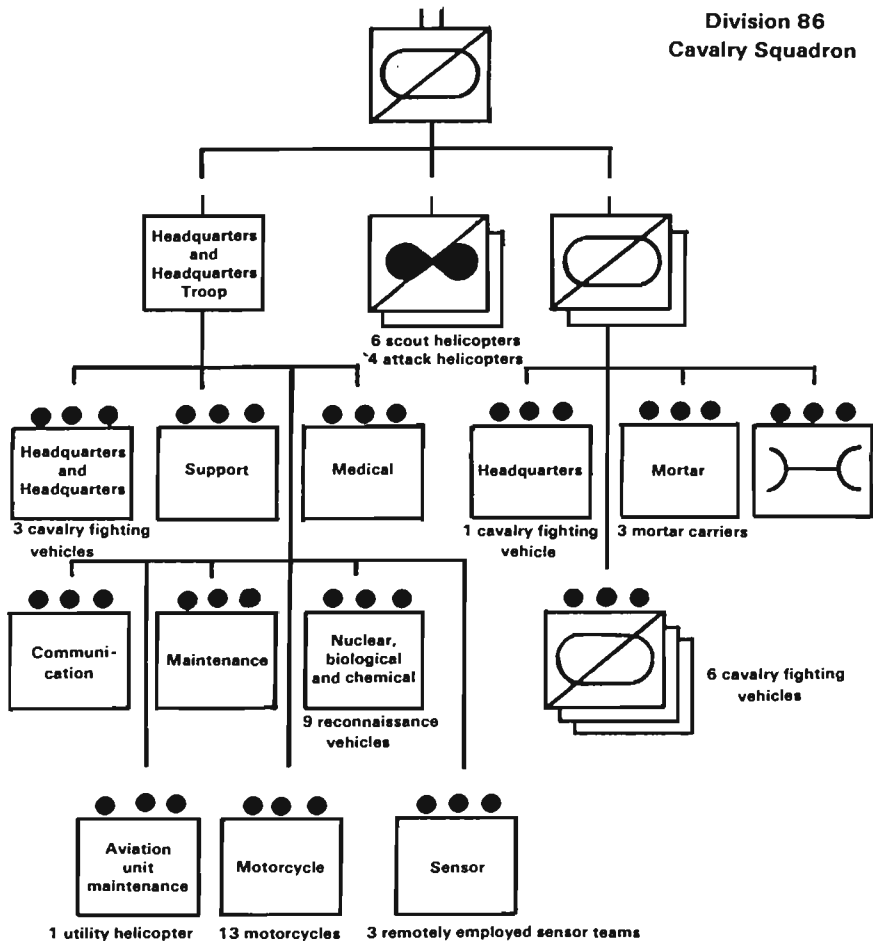 Division 86
Cavalry Squadron
Headquarters
and
Headquarters
Troop
6 scout helicopters
4 attack helicopters
Headquarters
and
Headquarters
3 cavalry fighting
vehicles
Support
Medical
Headquarters
1 cavalry fighting
vehicle
Mortar
3 mortar carriers
Communi-
cation
Maintenance
Nuclear,
biological
and chemical
9 reconnaissance
vehicles
6 cavalry fighting
vehicles
Aviation
unit
maintenance
1 utility helicopter
Motorcycle
13 motorcycles
Sensor
3 remotely employed sensor teams